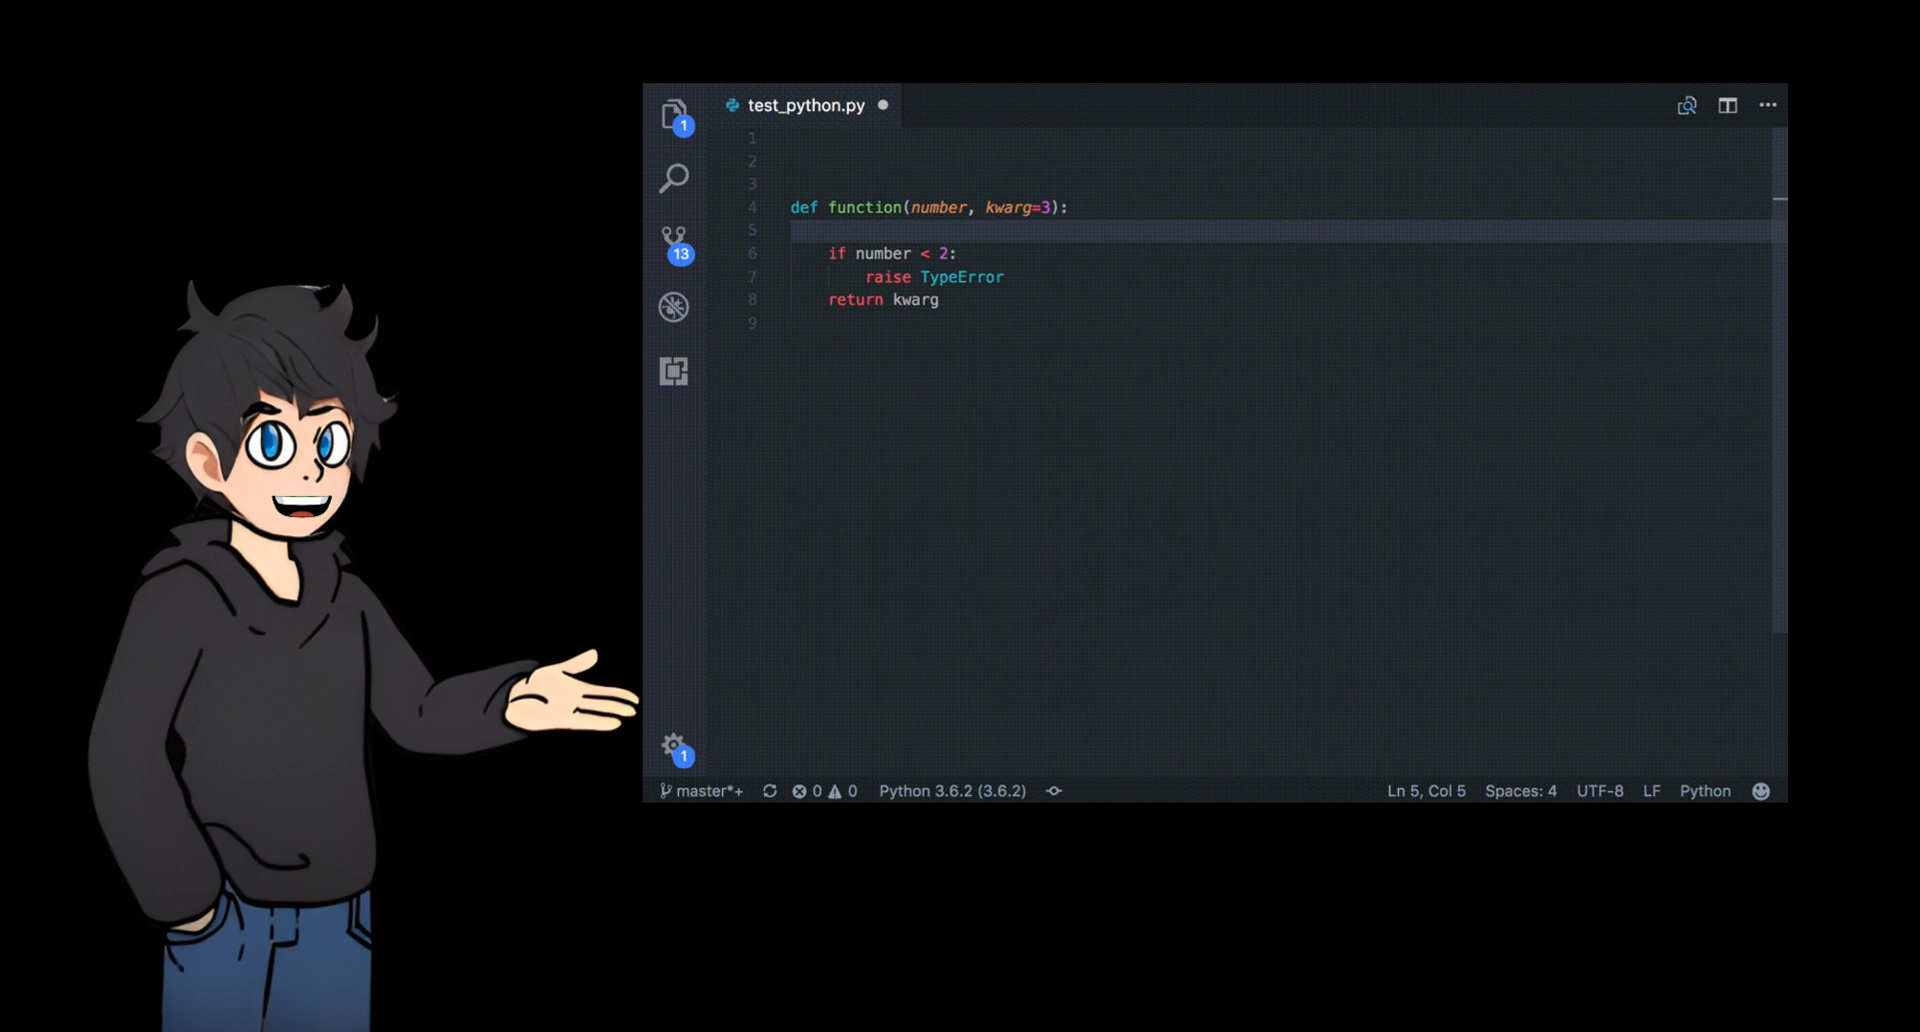 test_python.py
1
1
2
3
4 def function(number, kwarg=3):
5
13
6 if number < 2:
7 raise TypeError
8 return kwarg
9
1
master*+ 0 0 Python 3.6.2 (3.6.2) Ln 5, Col 5 Spaces: 4 UTF-8 LF Python